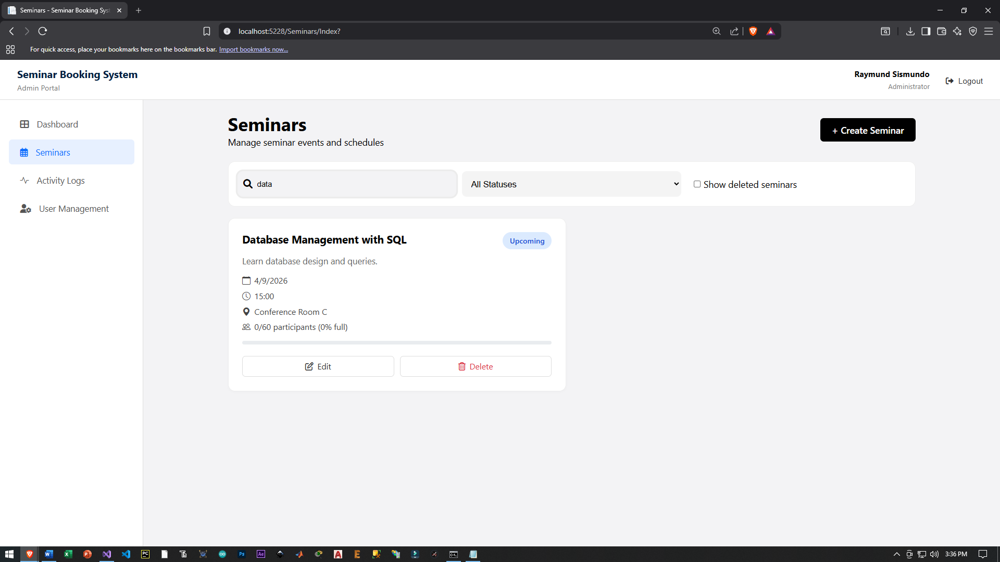 Seminars - Seminar Booking Syst
localhost:5228/Seminars/Index?
For quick access, place your bookmarks here on the bookmarks bar. Import bookmarks now...
Seminar Booking System
Admin Portal
Raymund Sismundo
Administrator
Logout
Dashboard
Seminars
Activity Logs
User Management
Seminars
Manage seminar events and schedules
+ Create Seminar
data
All Statuses
Show deleted seminars
Database Management with SQL
Upcoming
Learn database design and queries.
4/9/2026
15:00
Conference Room C
0/60 participants (0% full)
Edit
Delete
3:36 PM